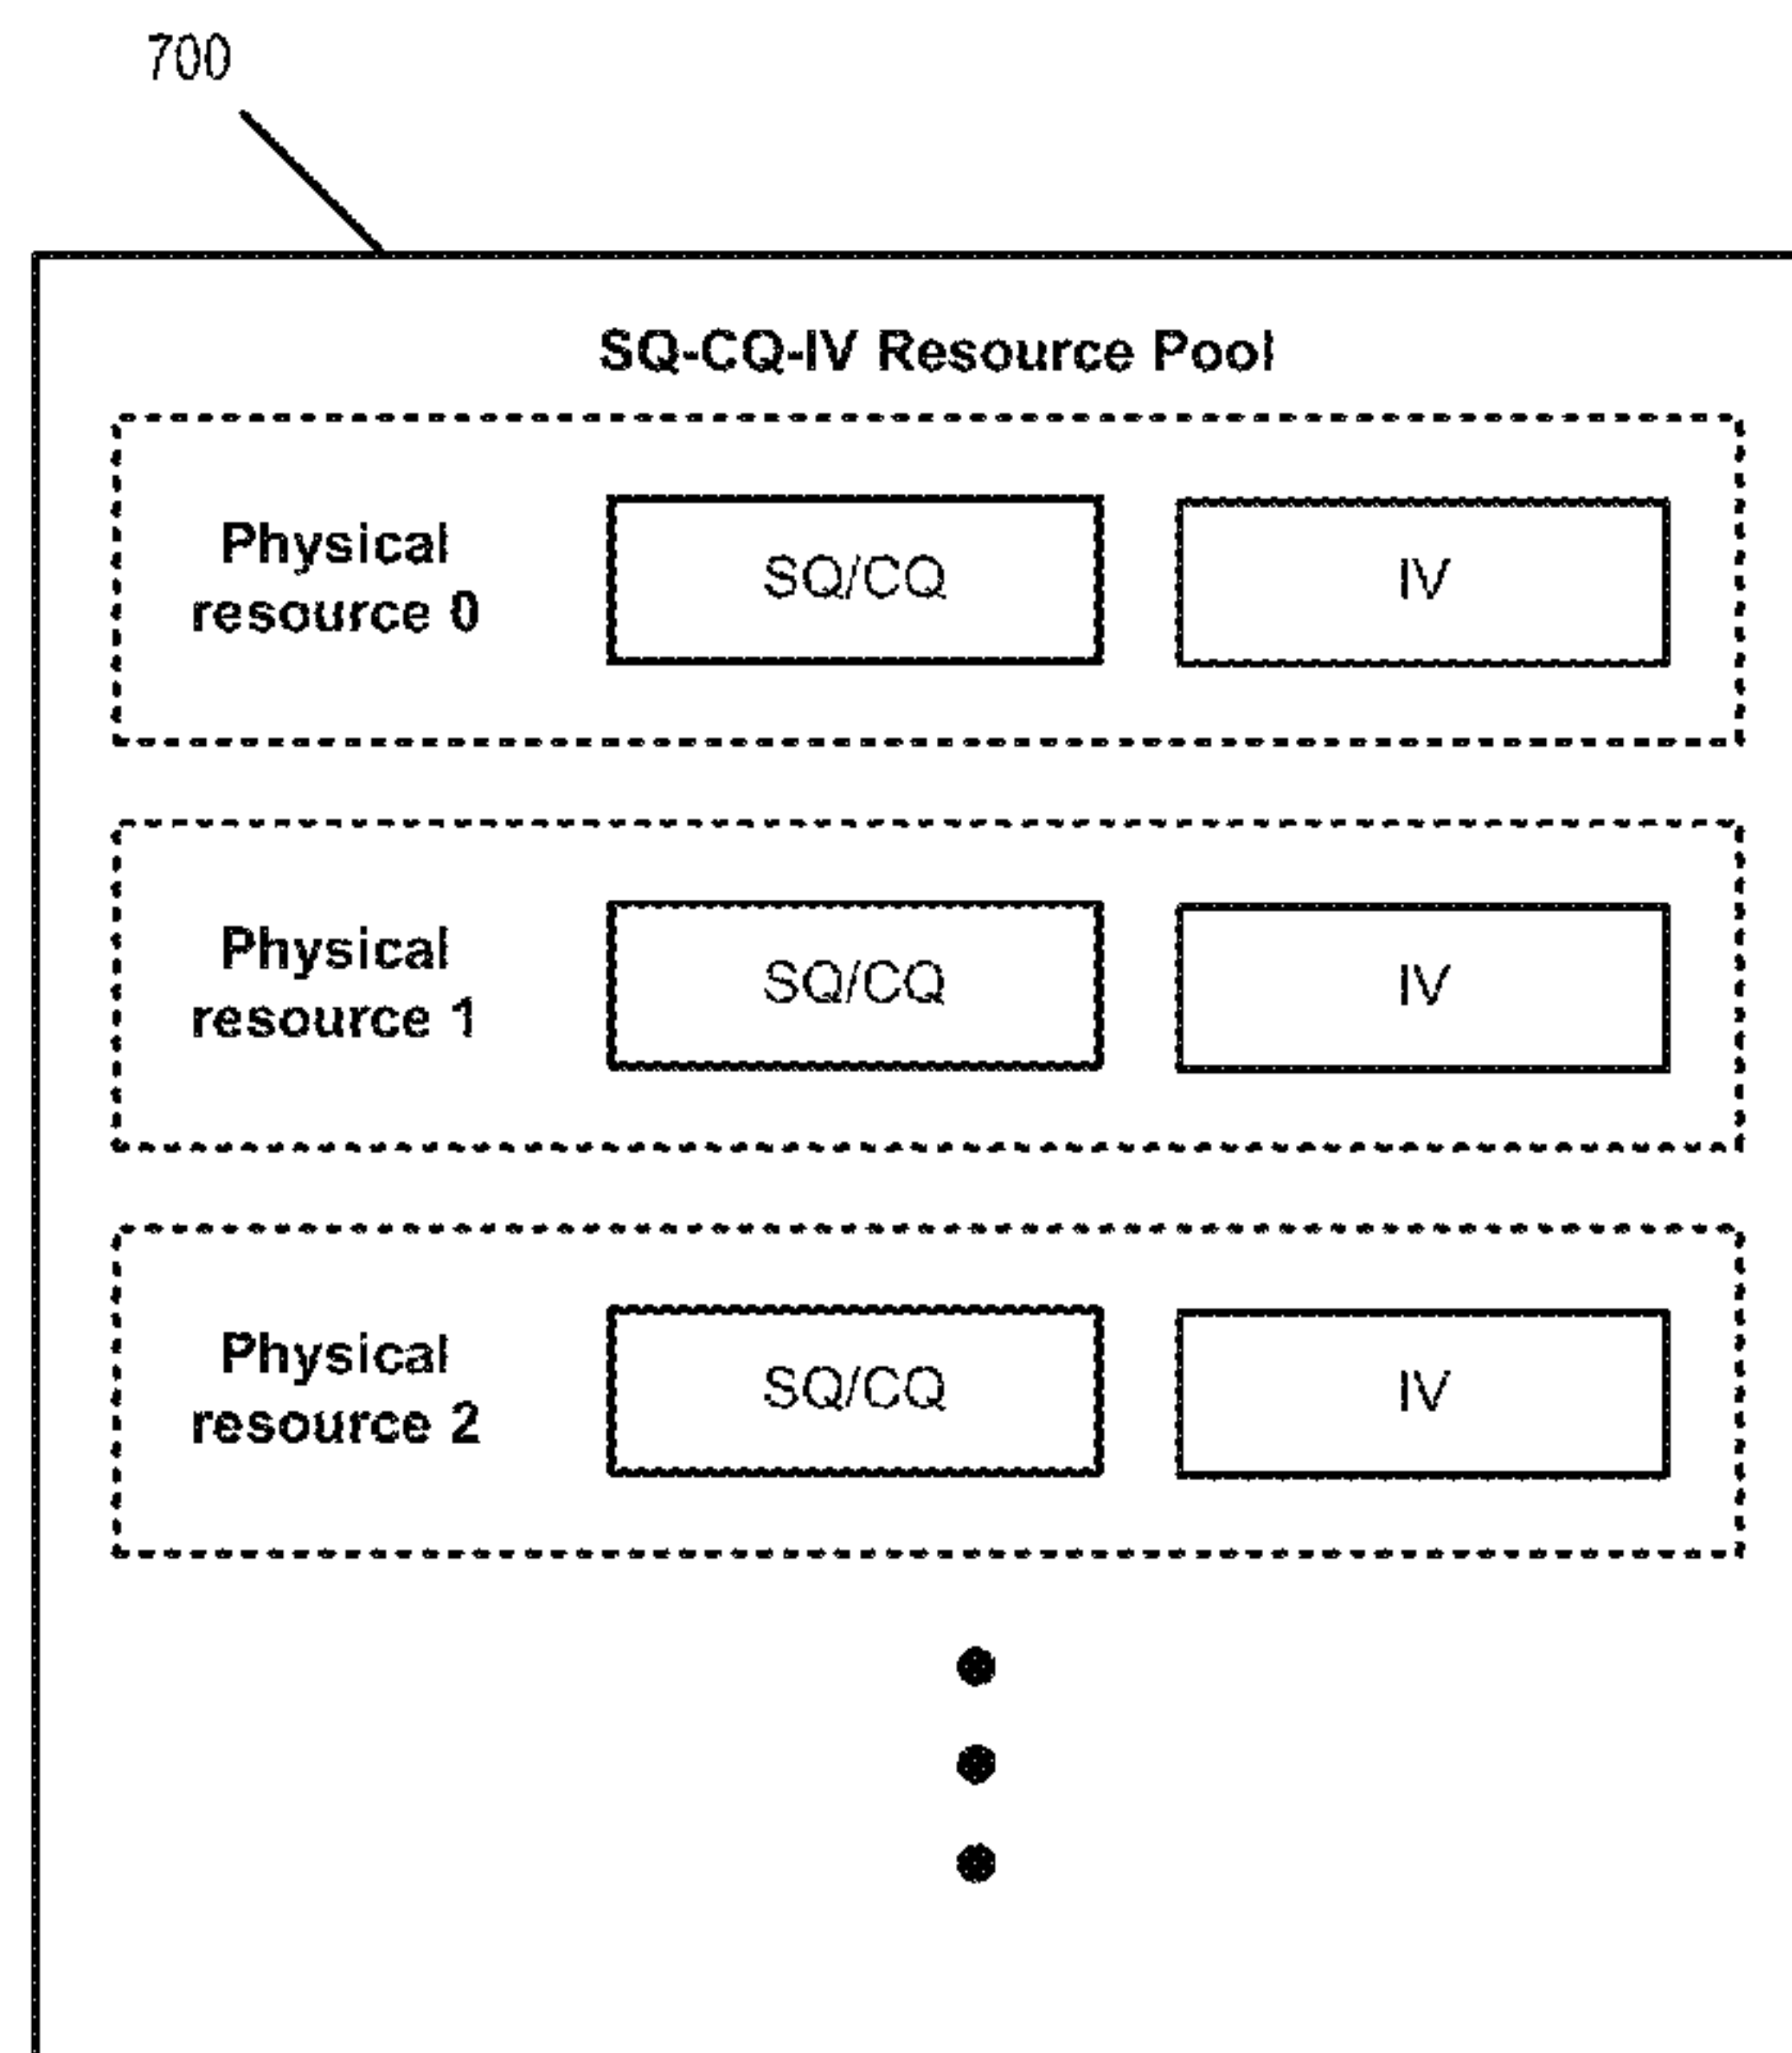 700
SQ-CQ-IV Resource Pool
Physical
resource 0
SQ/CQ
IV
Physical
resource 1
SQ/CQ
IV
Physical
resource 2
SQ/CQ
IV